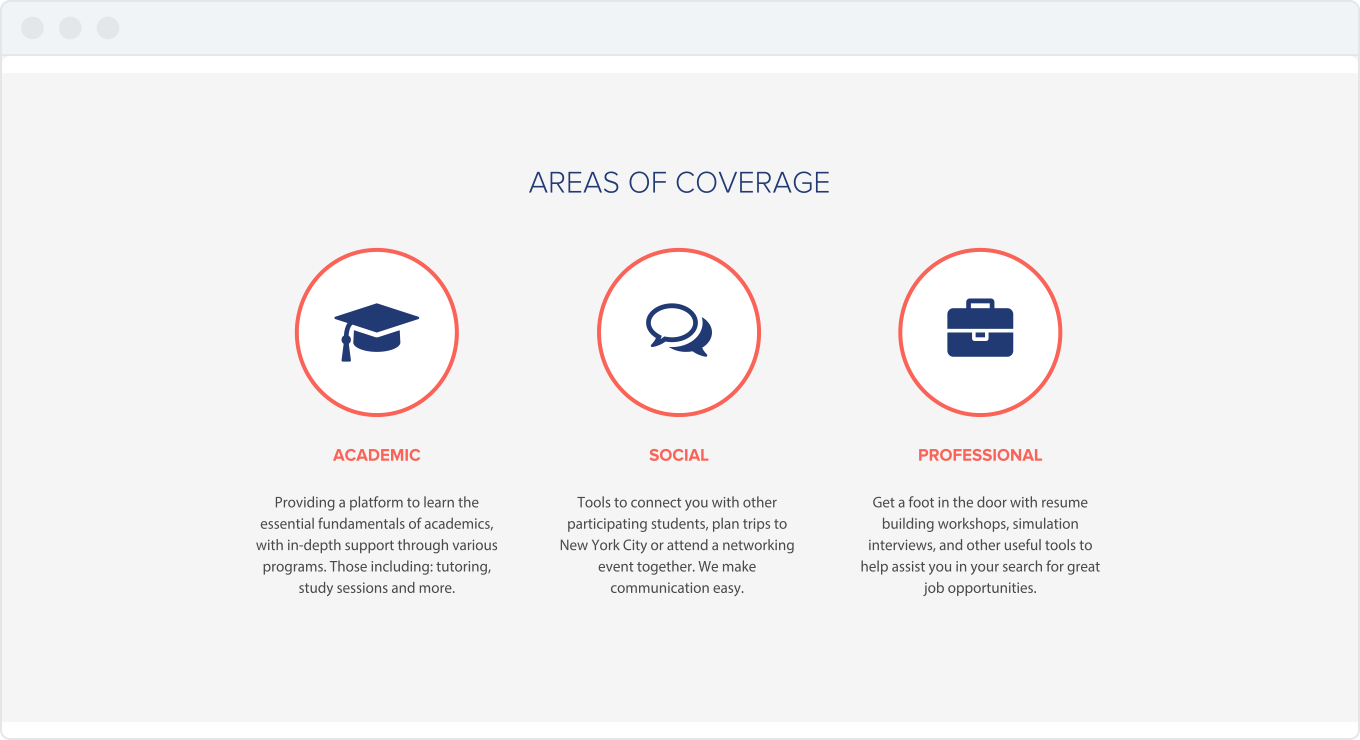 AREAS OF COVERAGE
ACADEMIC
Providing a platform to learn the
essential fundamentals of academics,
with in-depth support through various
programs. Those including: tutoring,
study sessions and more.
SOCIAL
Tools to connect you with other
participating students, plan trips to
New York City or attend a networking
event together. We make
communication easy.
PROFESSIONAL
Get a foot in the door with resume
building workshops, simulation
interviews, and other useful tools to
help assist you in your search for great
job opportunities.